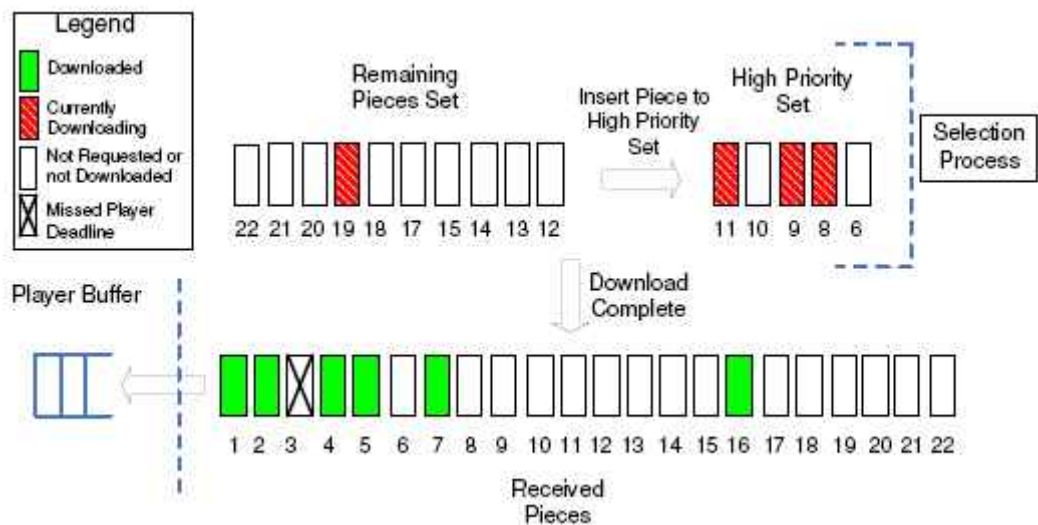 Legend
Downloaded
Currently
Downloading
Not Requested or
not Downloaded
Missed Player
Deadline
Remaining
Pieces Set
Insert Piece to
High Priority
Set
High Priority
Set
Selection
Process
22 21 20 19 18 17 15 14 13 12
11 10 9 8 6
Download
Complete
Player Buffer
1 2 3 4 5 6 7 8 9 10 11 12 13 14 15 16 17 18 19 20 21 22
Received
Pieces